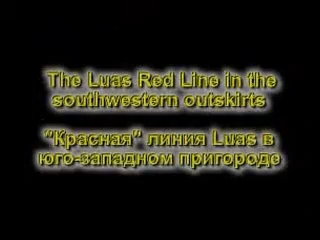 The Luas Red Line in the
southwestern outskirts
"Красная" линия Luas в
юго-западном пригороде